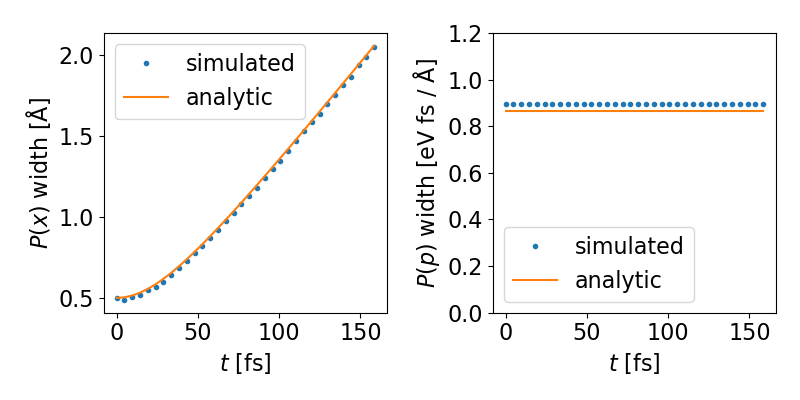 P(x) width [Å]
2.0
1.5
1.0
0.5
simulated
analytic
0
50
100
150
t [fs]
P(p) width [eV fs / Å]
1.2
1.0
0.8
0.6
0.4
0.2
0.0
simulated
analytic
0
50
100
150
t [fs]